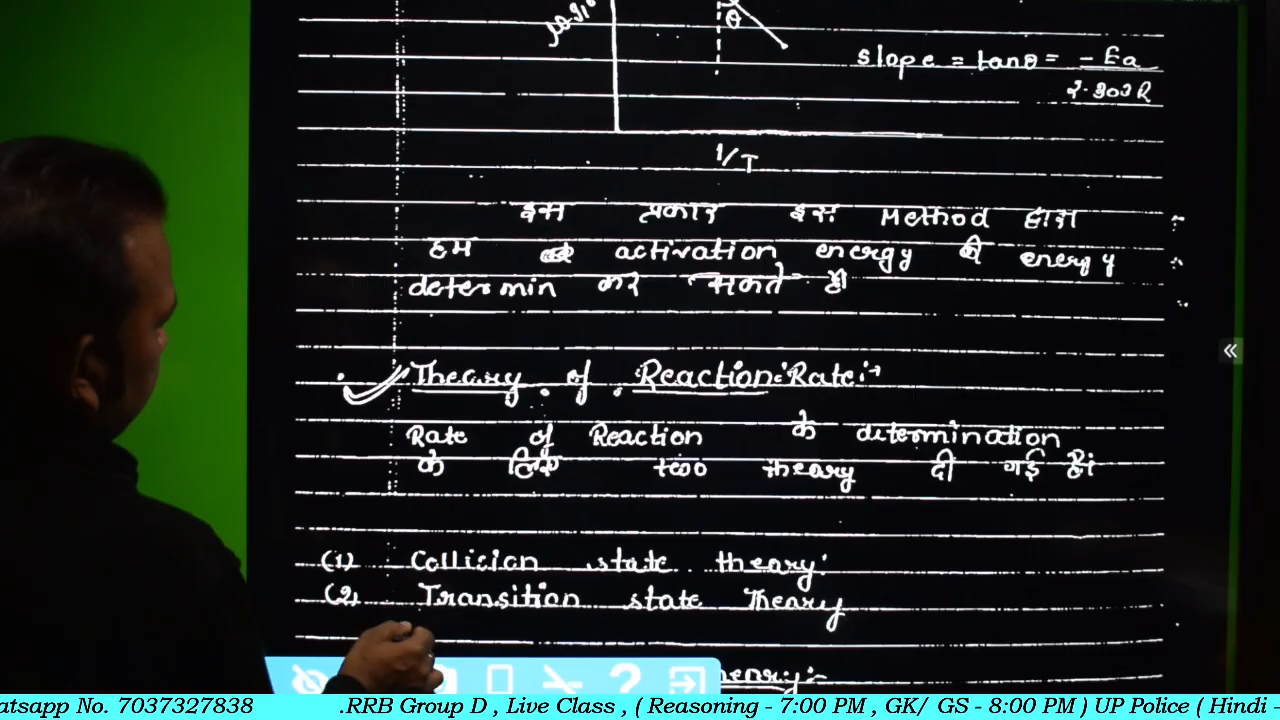 θ
slope = tanθ = -Ea
2.303R
1/T
इस प्रकार इस Method द्वारा
हम activation energy की energy
determin कर सकते है।
Theory of Reaction Rate:-
Rate of Reaction के determination
के लिए two theory दी गई है।
(1) Collision state theory:
(2) Transition state Theory
heory:-
atsapp No. 7037327838 .RRB Group D , Live Class , ( Reasoning - 7:00 PM , GK/ GS - 8:00 PM ) UP Police ( Hindi -